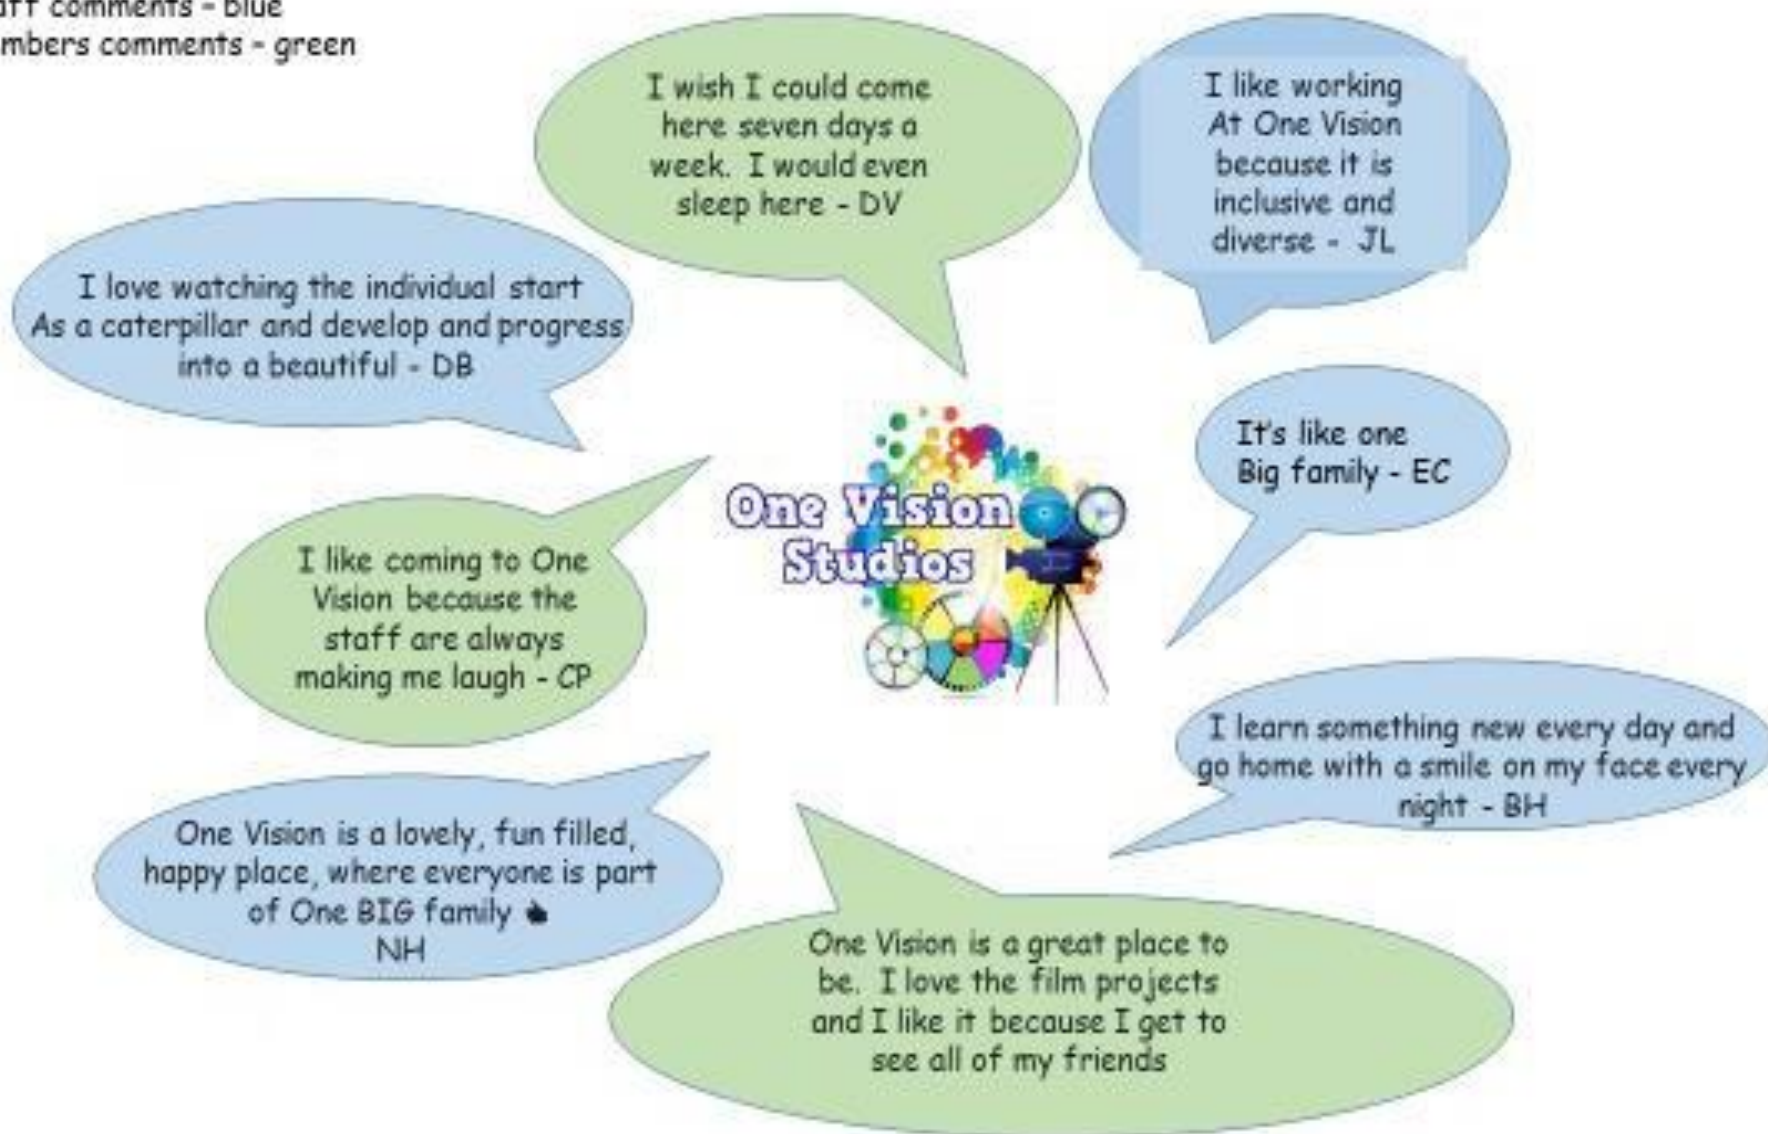 aff comments - blue
mbers comments - green
I wish I could come
here seven days a
week. I would even
sleep here - DV
I like working
At One Vision
because it is
inclusive and
diverse - JL
I love watching the individual start
As a caterpillar and develop and progress
into a beautiful - DB
It's like one
Big family - EC
One Vision
Studios
I like coming to One
Vision because the
staff are always
making me laugh - CP
I learn something new every day and
go home with a smile on my face every
night - BH
One Vision is a lovely, fun filled,
happy place, where everyone is part
of One BIG family
NH
One Vision is a great place to
be. I love the film projects
and I like it because I get to
see all of my friends